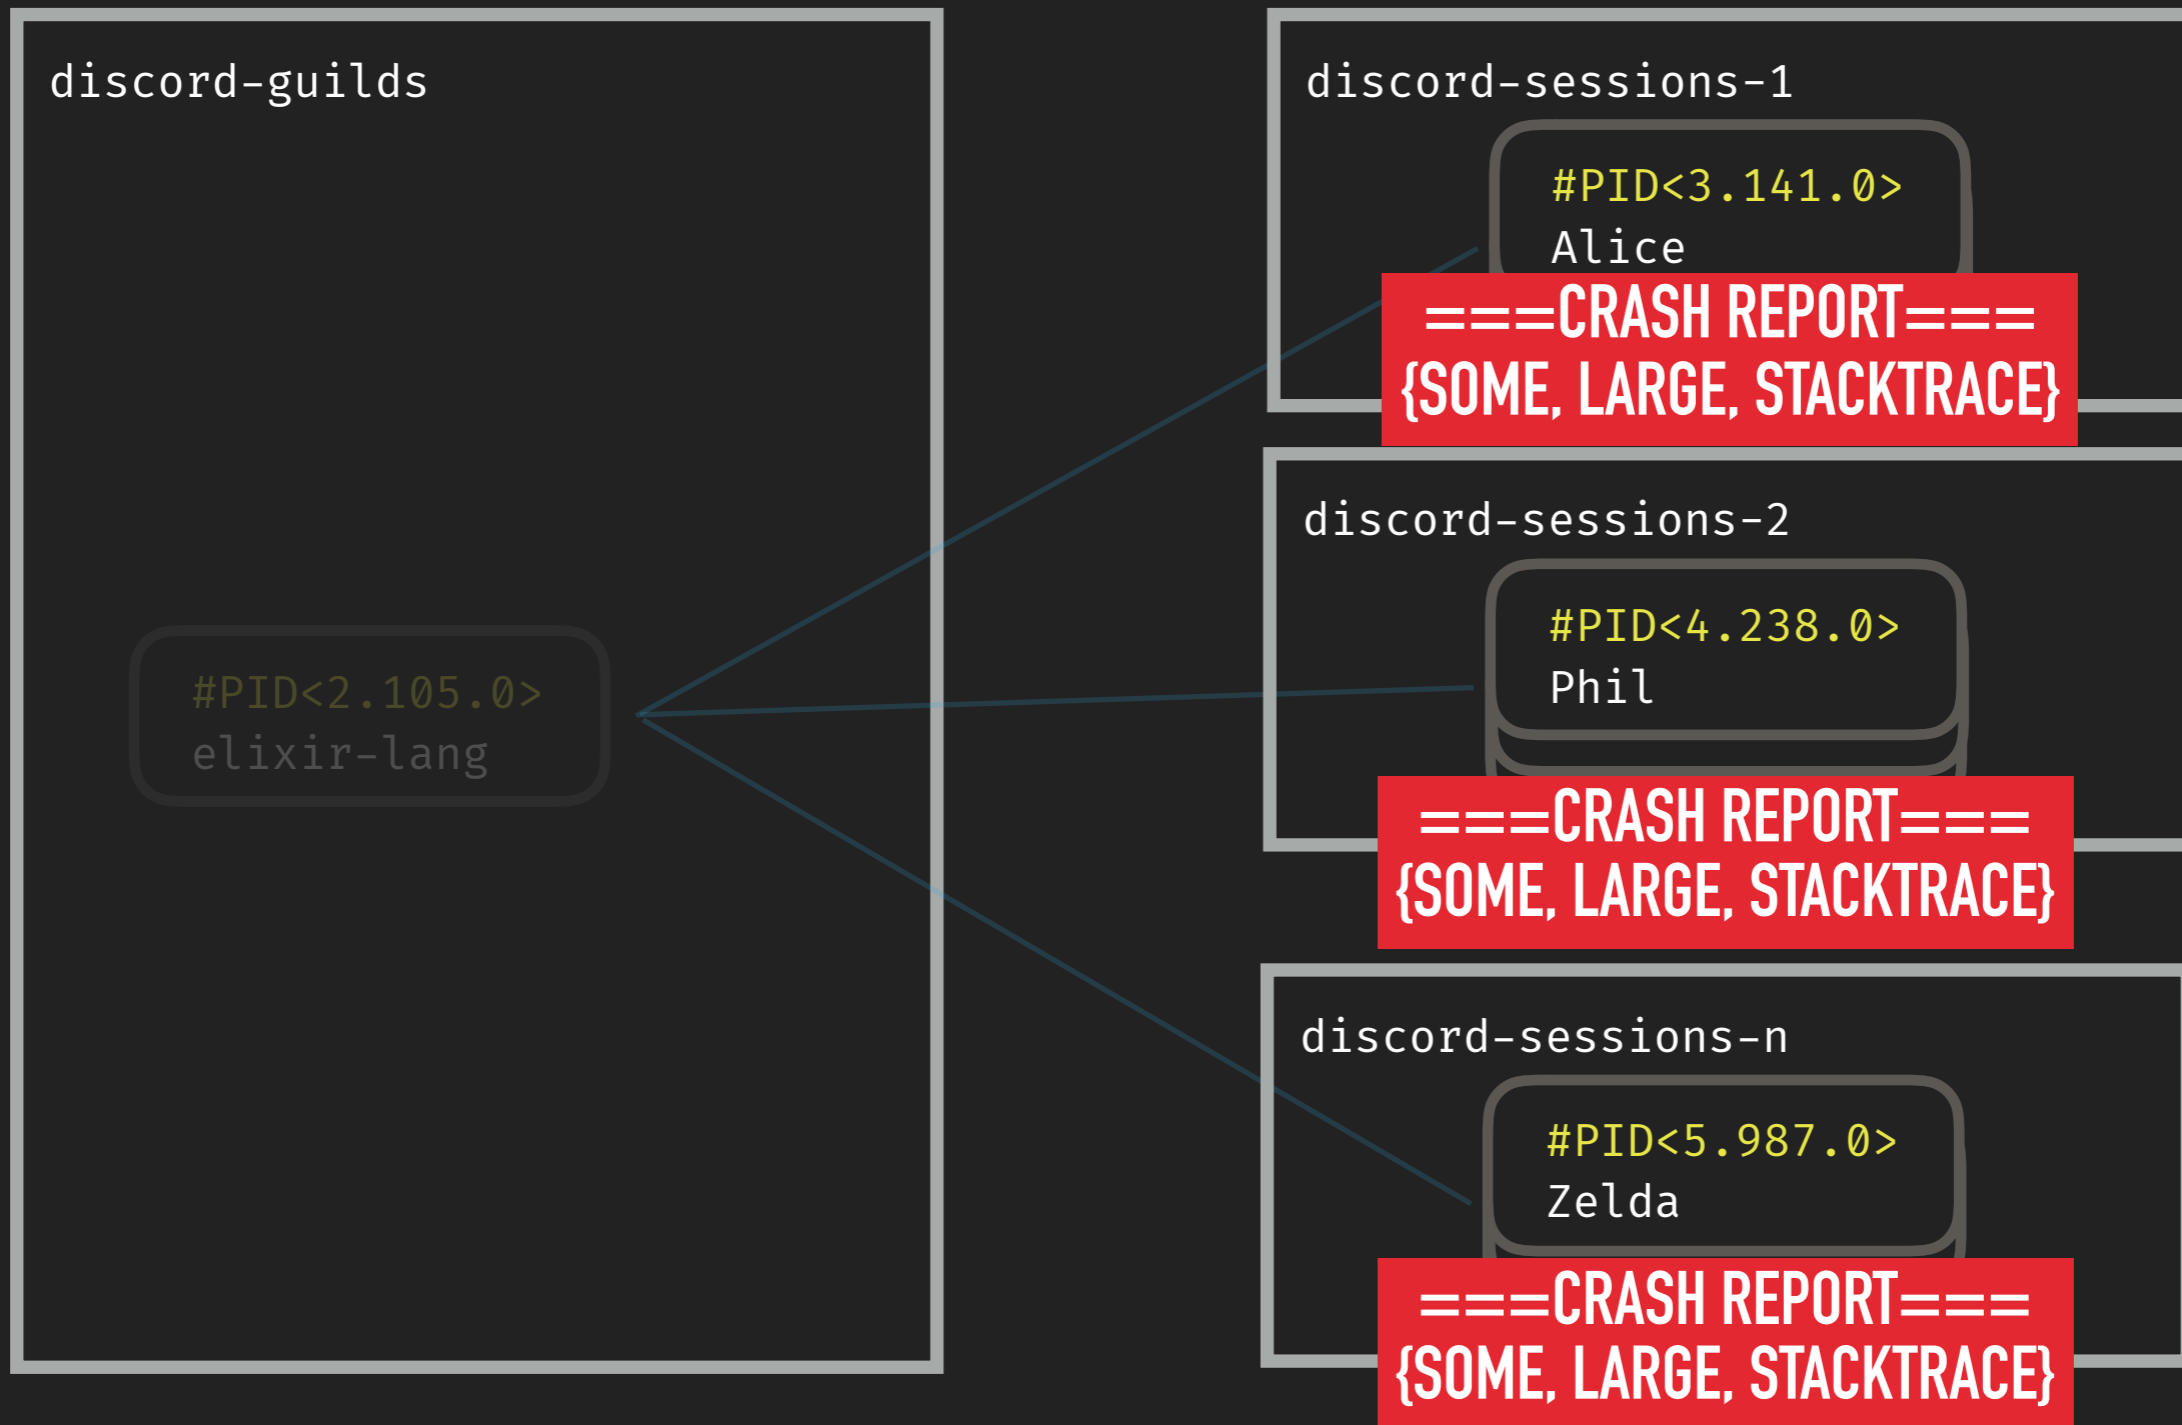 discord-guilds
#PID<2.105.0>
elixir-lang
discord-sessions-1
#PID<3.141.0>
Alice
===CRASH REPORT===
{SOME, LARGE, STACKTRACE}
discord-sessions-2
#PID<4.238.0>
Phil
===CRASH REPORT===
{SOME, LARGE, STACKTRACE}
discord-sessions-n
#PID<5.987.0>
Zelda
===CRASH REPORT===
{SOME, LARGE, STACKTRACE}